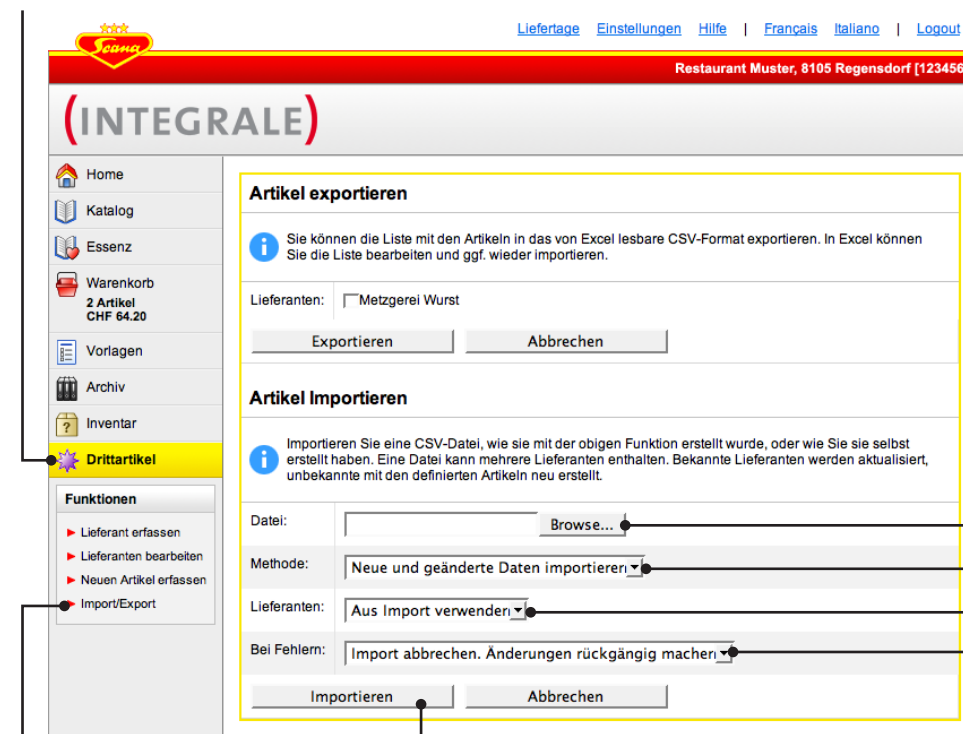 Liefertage Einstellungen Hilfe | Français Italiano | Logout
Scana
Restaurant Muster, 8105 Regensdorf [123456
(INTEGRALE)
Home
Katalog
Essenz
Warenkorb
2 Artikel
CHF 64.20
Vorlagen
Archiv
Inventar
Drittartikel
Funktionen
Lieferant erfassen
Lieferanten bearbeiten
Neuen Artikel erfassen
Import/Export
Artikel exportieren
Sie können die Liste mit den Artikeln in das von Excel lesbare CSV-Format exportieren. In Excel können
Sie die Liste bearbeiten und ggf. wieder importieren.
Lieferanten: Metzgerei Wurst
Exportieren Abbrechen
Artikel Importieren
Importieren Sie eine CSV-Datei, wie sie mit der obigen Funktion erstellt wurde, oder wie Sie sie selbst
erstellt haben. Eine Datei kann mehrere Lieferanten enthalten. Bekannte Lieferanten werden aktualisiert,
unbekannte mit den definierten Artikeln neu erstellt.
Datei: Browse...
Methode: Neue und geänderte Daten importieren
Lieferanten: Aus Import verwenden
Bei Fehlern: Import abbrechen. Änderungen rückgängig machen
Importieren Abbrechen